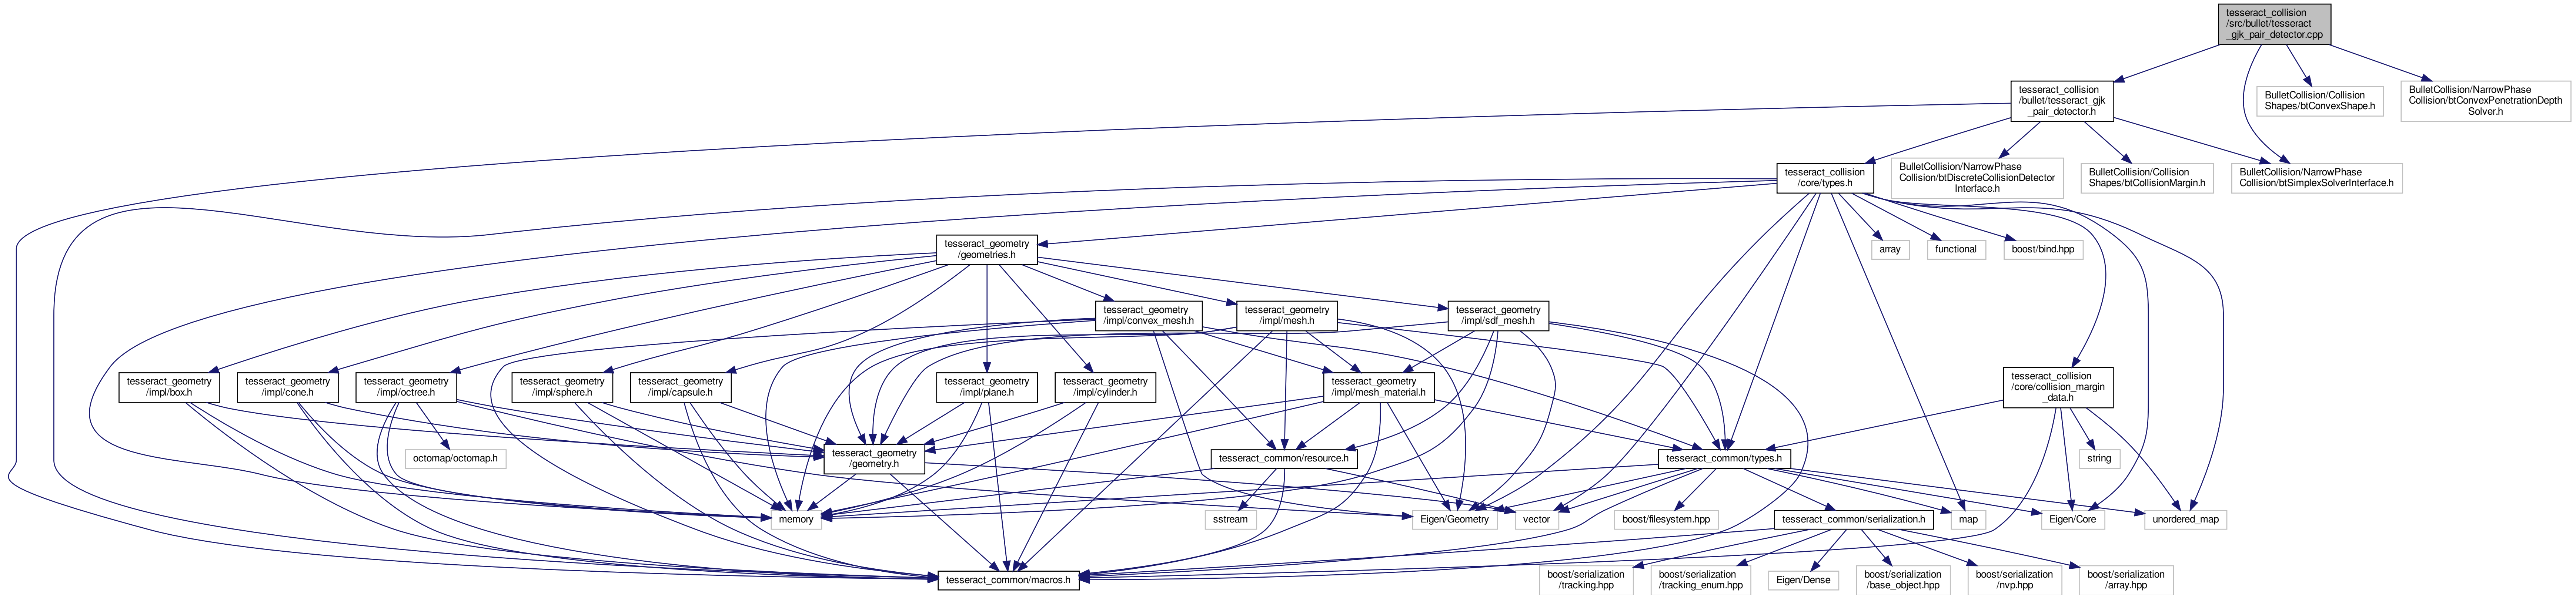 tesseract_collision
/src/bullet/tesseract
_gjk_pair_detector.cpp
tesseract_collision
/bullet/tesseract_gjk
_pair_detector.h
BulletCollision/Collision
Shapes/btConvexShape.h
BulletCollision/NarrowPhase
Collision/btConvexPenetrationDepth
Solver.h
tesseract_collision
/core/types.h
BulletCollision/NarrowPhase
Collision/btDiscreteCollisionDetector
Interface.h
BulletCollision/Collision
Shapes/btCollisionMargin.h
BulletCollision/NarrowPhase
Collision/btSimplexSolverInterface.h
tesseract_geometry
/geometries.h
array
functional
boost/bind.hpp
tesseract_geometry
/impl/convex_mesh.h
tesseract_geometry
/impl/mesh.h
tesseract_geometry
/impl/sdf_mesh.h
tesseract_geometry
/impl/box.h
tesseract_geometry
/impl/cone.h
tesseract_geometry
/impl/octree.h
tesseract_geometry
/impl/sphere.h
tesseract_geometry
/impl/capsule.h
tesseract_geometry
/impl/plane.h
tesseract_geometry
/impl/cylinder.h
tesseract_geometry
/impl/mesh_material.h
tesseract_collision
/core/collision_margin
_data.h
octomap/octomap.h
tesseract_geometry
/geometry.h
tesseract_common/resource.h
tesseract_common/types.h
string
memory
sstream
Eigen/Geometry
vector
boost/filesystem.hpp
tesseract_common/serialization.h
map
Eigen/Core
unordered_map
tesseract_common/macros.h
boost/serialization
/tracking.hpp
boost/serialization
/tracking_enum.hpp
Eigen/Dense
boost/serialization
/base_object.hpp
boost/serialization
/nvp.hpp
boost/serialization
/array.hpp